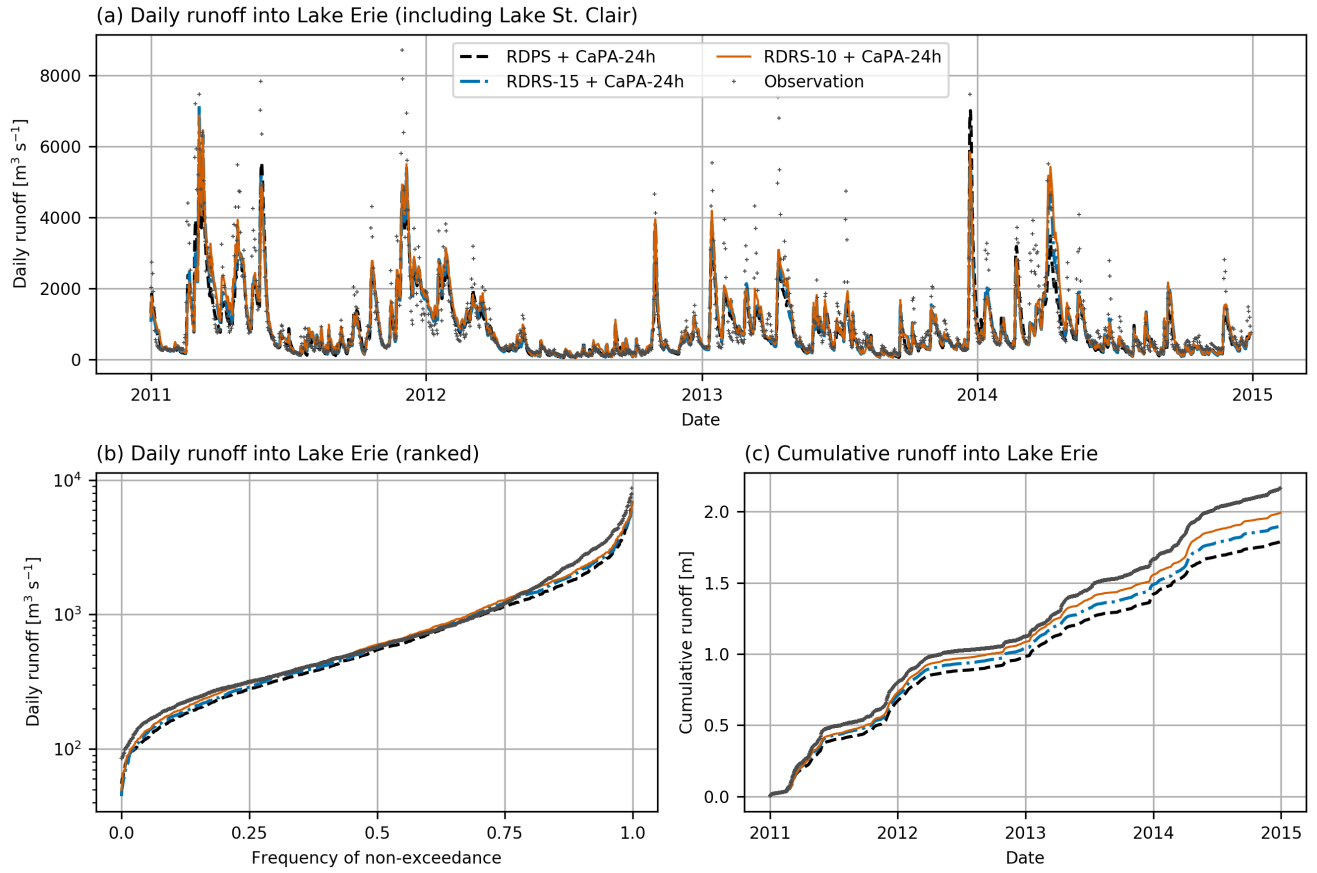 (a) Daily runoff into Lake Erie (including Lake St. Clair)
Daily runoff [m³ s⁻¹]
8000
6000
4000
2000
0
RDPS + CaPA-24h
RDRS-15 + CaPA-24h
RDRS-10 + CaPA-24h
Observation
2011 2012 2013 2014 2015
Date
(b) Daily runoff into Lake Erie (ranked)
Daily runoff [m³ s⁻¹]
10⁴
10³
10²
0.0 0.25 0.5 0.75 1.0
Frequency of non-exceedance
(c) Cumulative runoff into Lake Erie
Cumulative runoff [m]
2.0
1.5
1.0
0.5
0.0
2011 2012 2013 2014 2015
Date